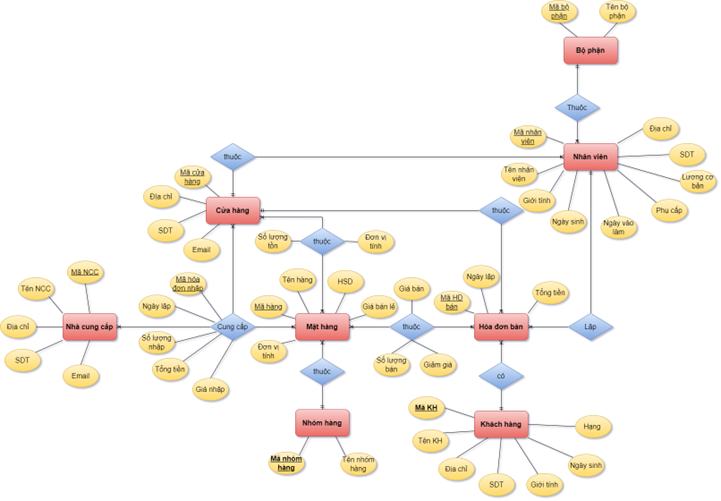 Mã bộ
phận
Tên bộ
phận
Bộ phận
Thuộc
Mã nhân
viên
Địa chỉ
Nhân viên
SDT
Tên nhân
viên
Lương cơ
bản
Giới tính
Phu cấp
Ngày sinh
Ngày vào
làm
thuộc
Mã cửa
hàng
Địa chỉ
Cửa hàng
thuộc
SDT
Email
Số lượng
tồn
thuộc
Đơn vị
tính
Tên NCC
Mã NCC
Mã hóa
đơn nhập
Tên hàng
HSD
Giá bán
Ngày lập
Tổng tiền
Ngày lập
Mã hàng
Giá bán lẻ
Mã HD
bán
Địa chỉ
Nhà cung cấp
Cung cấp
Mặt hàng
thuộc
Hóa đơn bán
Lập
SDT
Số lượng
nhập
Đơn vị
tính
Email
Tổng tiền
Giá nhập
Số lượng
bán
Giảm giá
thuộc
có
Mã KH
Nhóm hàng
Khách hàng
Hạng
Tên KH
Mã nhóm
hàng
Tên nhóm
hàng
Địa chỉ
SDT
Giới tính
Ngày sinh